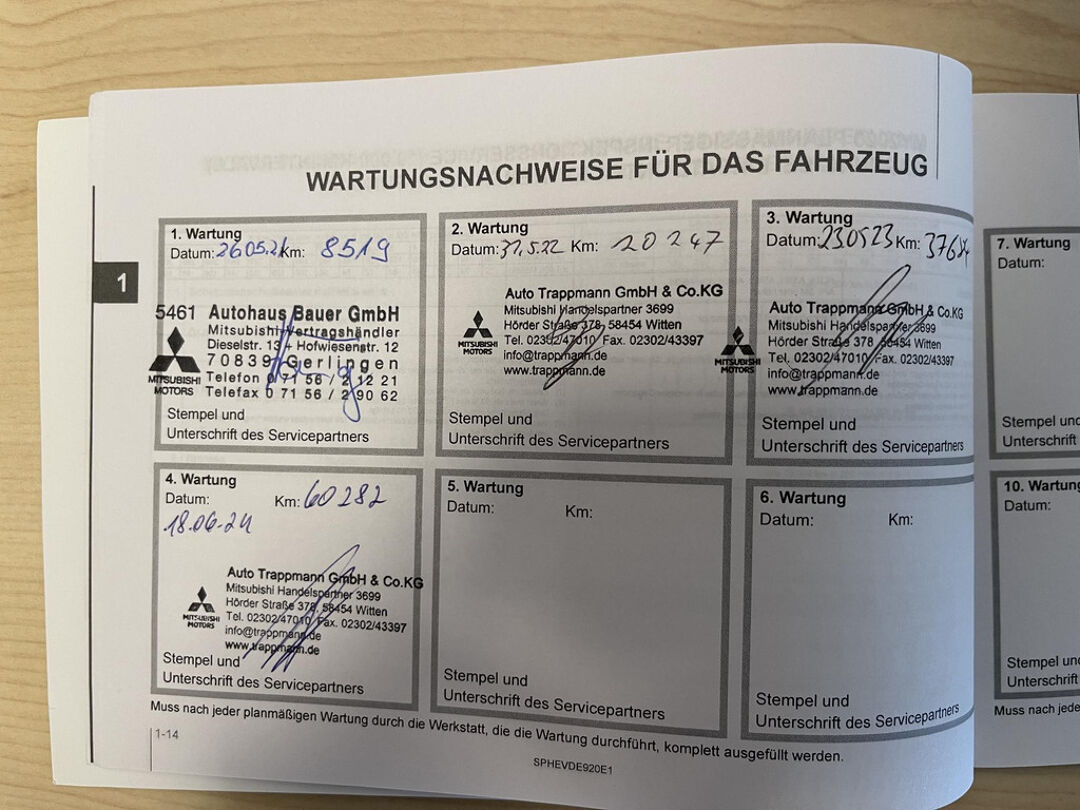 WARTUNGSNACHWEISE FÜR DAS FAHRZEUG
1
1. Wartung
Datum: 26.05.21 Km: 8519
5461 Autohaus Bauer GmbH
Mitsubishi-Vertragshändler
Dieselstr. 13 + Hofwiesenstr. 12
70839 Gerlingen
Telefon 0 71 56 / 2 12 21
Telefax 0 71 56 / 2 90 62
MITSUBISHI
MOTORS
Stempel und
Unterschrift des Servicepartners
2. Wartung
Datum: 31.5.22 Km: 20247
Auto Trappmann GmbH & Co.KG
Mitsubishi Handelspartner 3699
Hörder Straße 378, 58454 Witten
Tel. 02302/47010, Fax. 02302/43397
info@trappmann.de
www.trappmann.de
MITSUBISHI
MOTORS
Stempel und
Unterschrift des Servicepartners
3. Wartung
Datum: 230523 Km: 37684
Auto Trappmann GmbH & Co.KG
Mitsubishi Handelspartner 3699
Hörder Straße 378, 58454 Witten
Tel. 02302/47010, Fax. 02302/43397
info@trappmann.de
www.trappmann.de
MITSUBISHI
MOTORS
Stempel und
Unterschrift des Servicepartners
7. Wartung
Datum:
Stempel und
Unterschrift
4. Wartung
Datum: Km: 60282
18.06.24
Auto Trappmann GmbH & Co.KG
Mitsubishi Handelspartner 3699
Hörder Straße 378, 58454 Witten
Tel. 02302/47010, Fax. 02302/43397
info@trappmann.de
www.trappmann.de
MITSUBISHI
MOTORS
Stempel und
Unterschrift des Servicepartners
5. Wartung
Datum: Km:
Stempel und
Unterschrift des Servicepartners
6. Wartung
Datum: Km:
Stempel und
Unterschrift des Servicepartners
10. Wartung
Datum:
Stempel und
Unterschrift
Muss nach jeder planmäßigen Wartung durch die Werkstatt, die die Wartung durchführt, komplett ausgefüllt werden.
Muss nach jede
1-14
SPHEVDE920E1